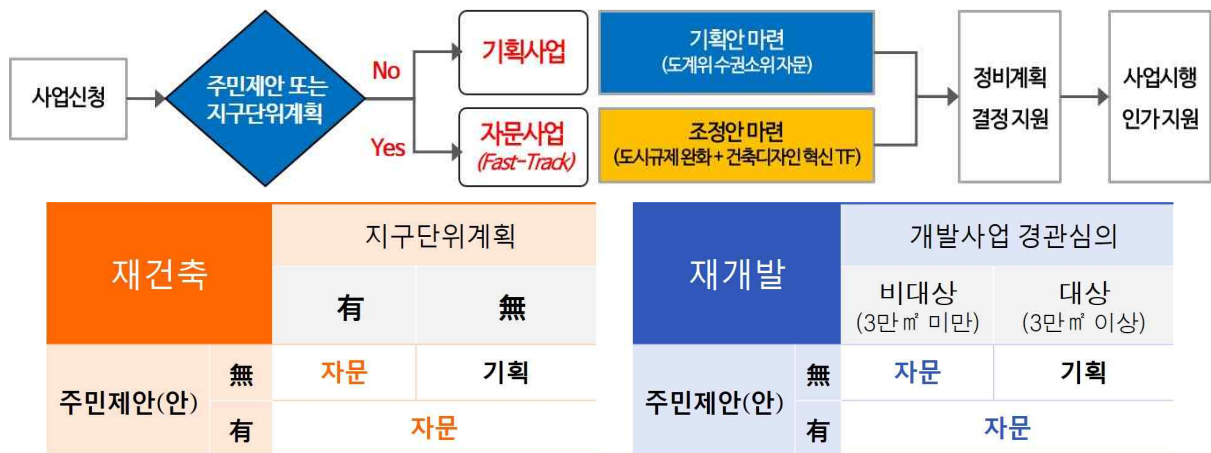 사업신청
주민제안 또는
지구단위계획
No
Yes
기획사업
자문사업
(Fast-Track)
기획안 마련
(도계위 수권소위 자문)
조정안 마련
(도시규제 완화 + 건축디자인 혁신 TF)
정비계획
결정 지원
사업시행
인가 지원
재건축
지구단위계획
有
無
주민제안(안)
無
자문
기획
有
자문
재개발
개발사업 경관심의
비대상
(3만㎡ 미만)
대상
(3만㎡ 이상)
주민제안(안)
無
자문
기획
有
자문